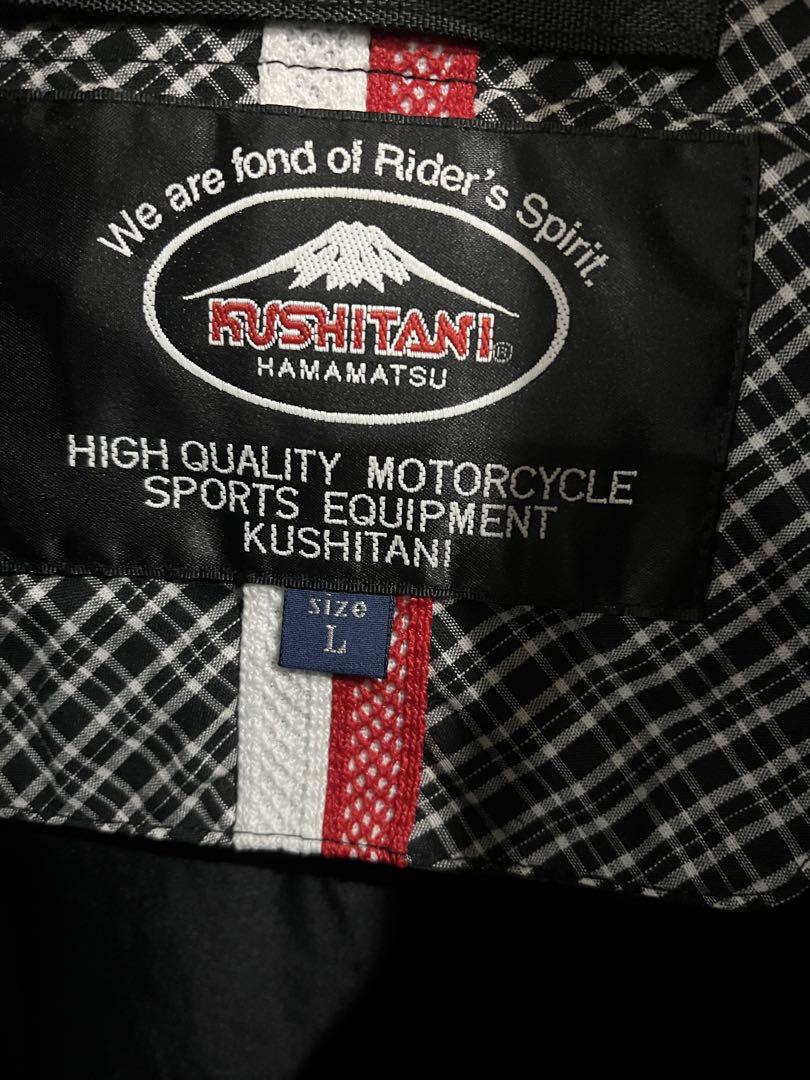 We are fond of Rider's Spirit.
KUSHITANI®
HAMAMATSU
HIGH QUALITY MOTORCYCLE
SPORTS EQUIPMENT
KUSHITANI
size
L